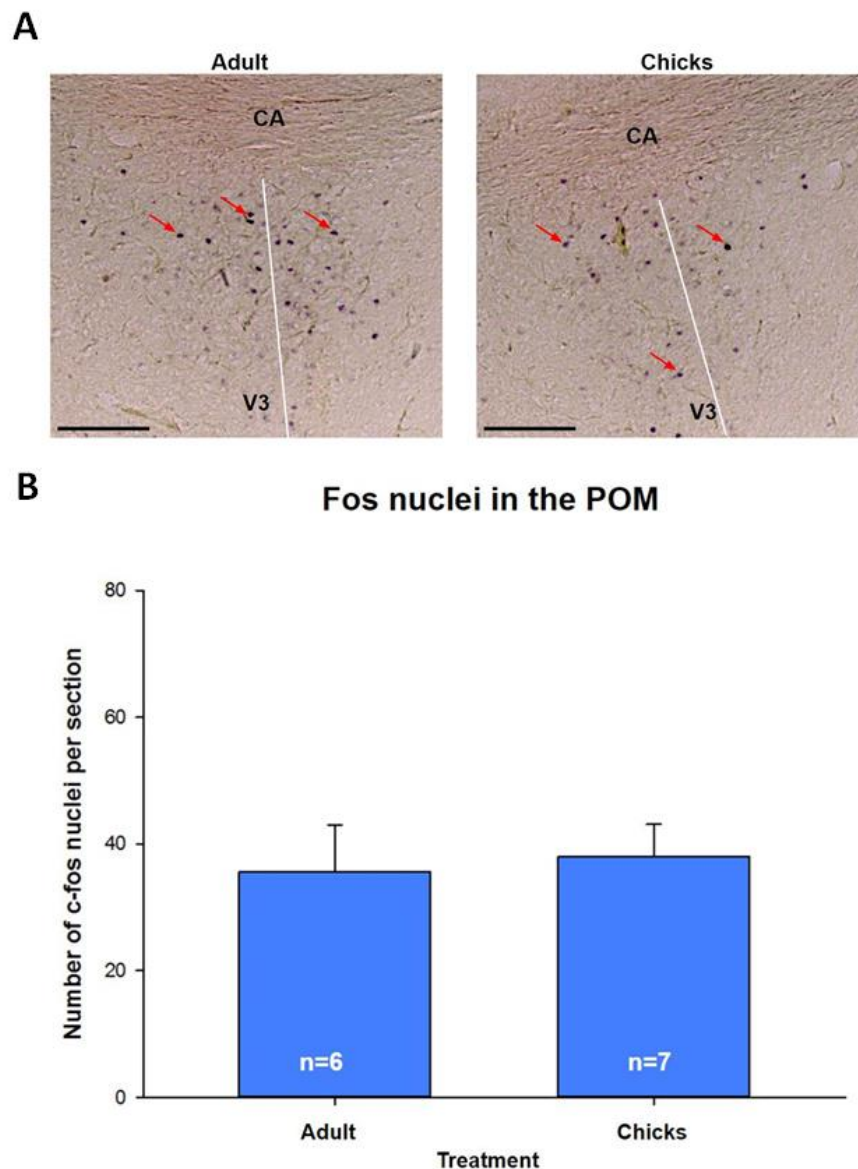 A
Adult
Chicks
CA
CA
V3
V3
B
Fos nuclei in the POM
Number of c-fos nuclei per section
80
60
40
20
0
n=6
n=7
Adult
Chicks
Treatment